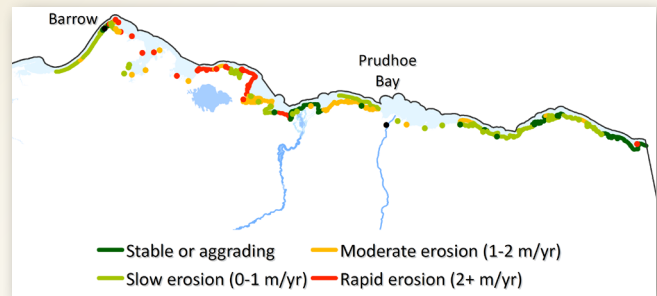 Barrow
Prudhoe
Bay
Stable or aggrading
Moderate erosion (1-2 m/yr)
Slow erosion (0-1 m/yr)
Rapid erosion (2+ m/yr)